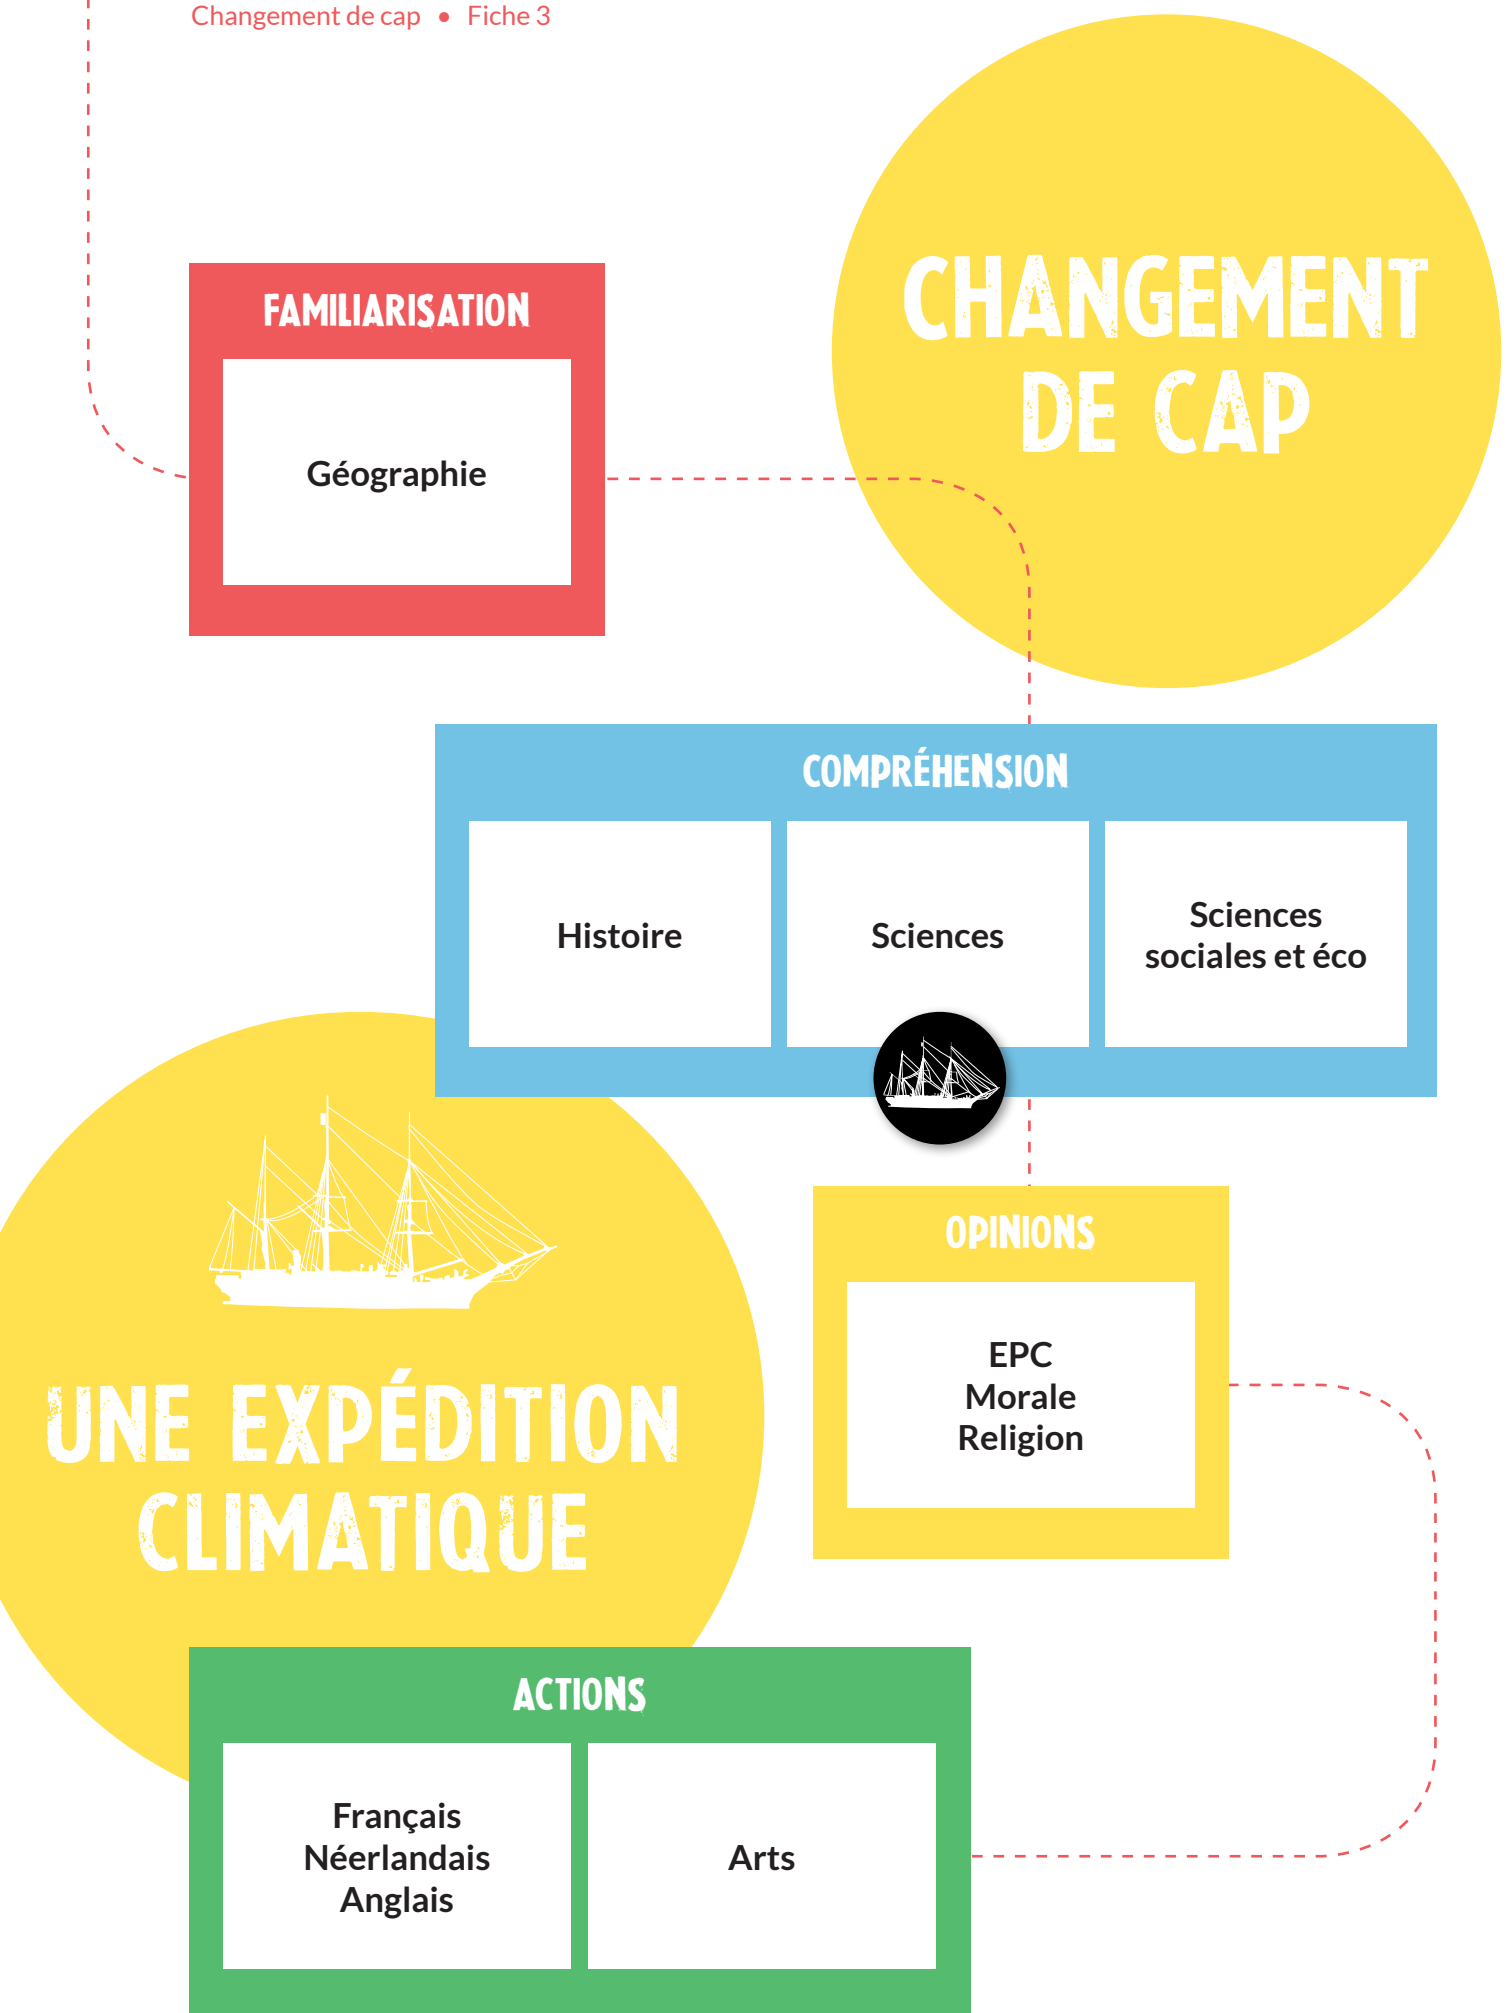 Changement de cap • Fiche 3
CHANGEMENT
DE CAP
FAMILIARISATION
Géographie
COMPRÉHENSION
Histoire
Sciences
Sciences
sociales et éco
OPINIONS
EPC
Morale
Religion
UNE EXPÉDITION
CLIMATIQUE
ACTIONS
Français
Néerlandais
Anglais
Arts